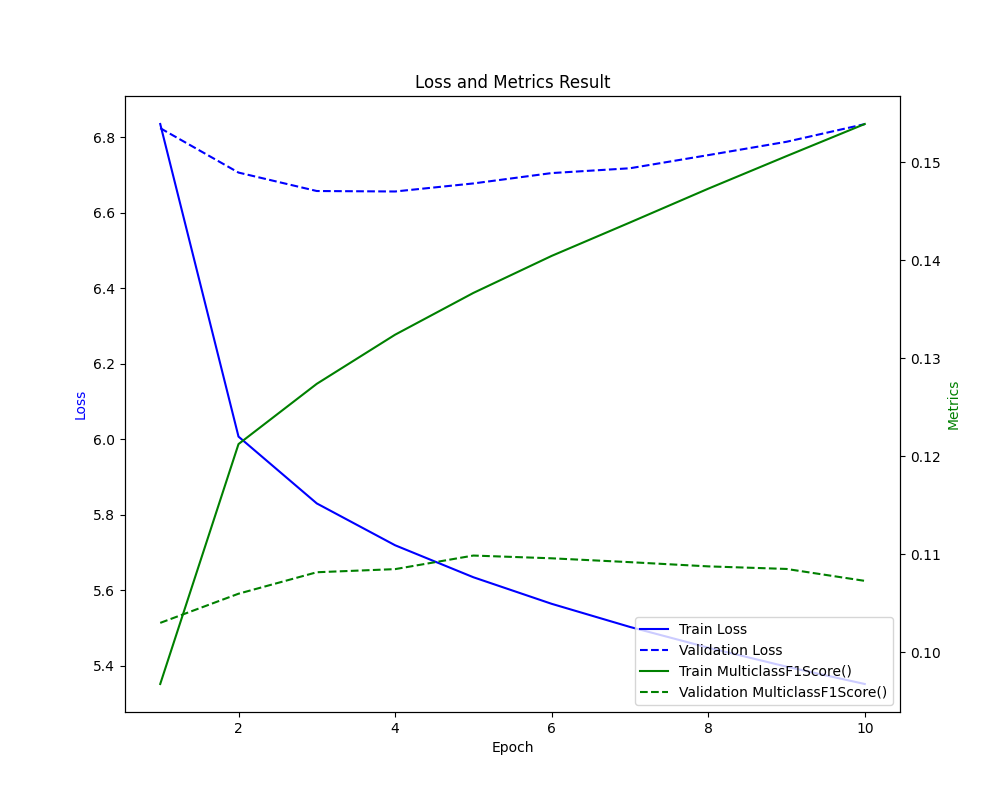 Loss and Metrics Result
6.8
6.6
6.4
6.2
6.0
5.8
5.6
5.4
Loss
0.15
0.14
0.13
0.12
0.11
0.10
Metrics
Train Loss
Validation Loss
Train MulticlassF1Score()
Validation MulticlassF1Score()
2 4 6 8 10
Epoch